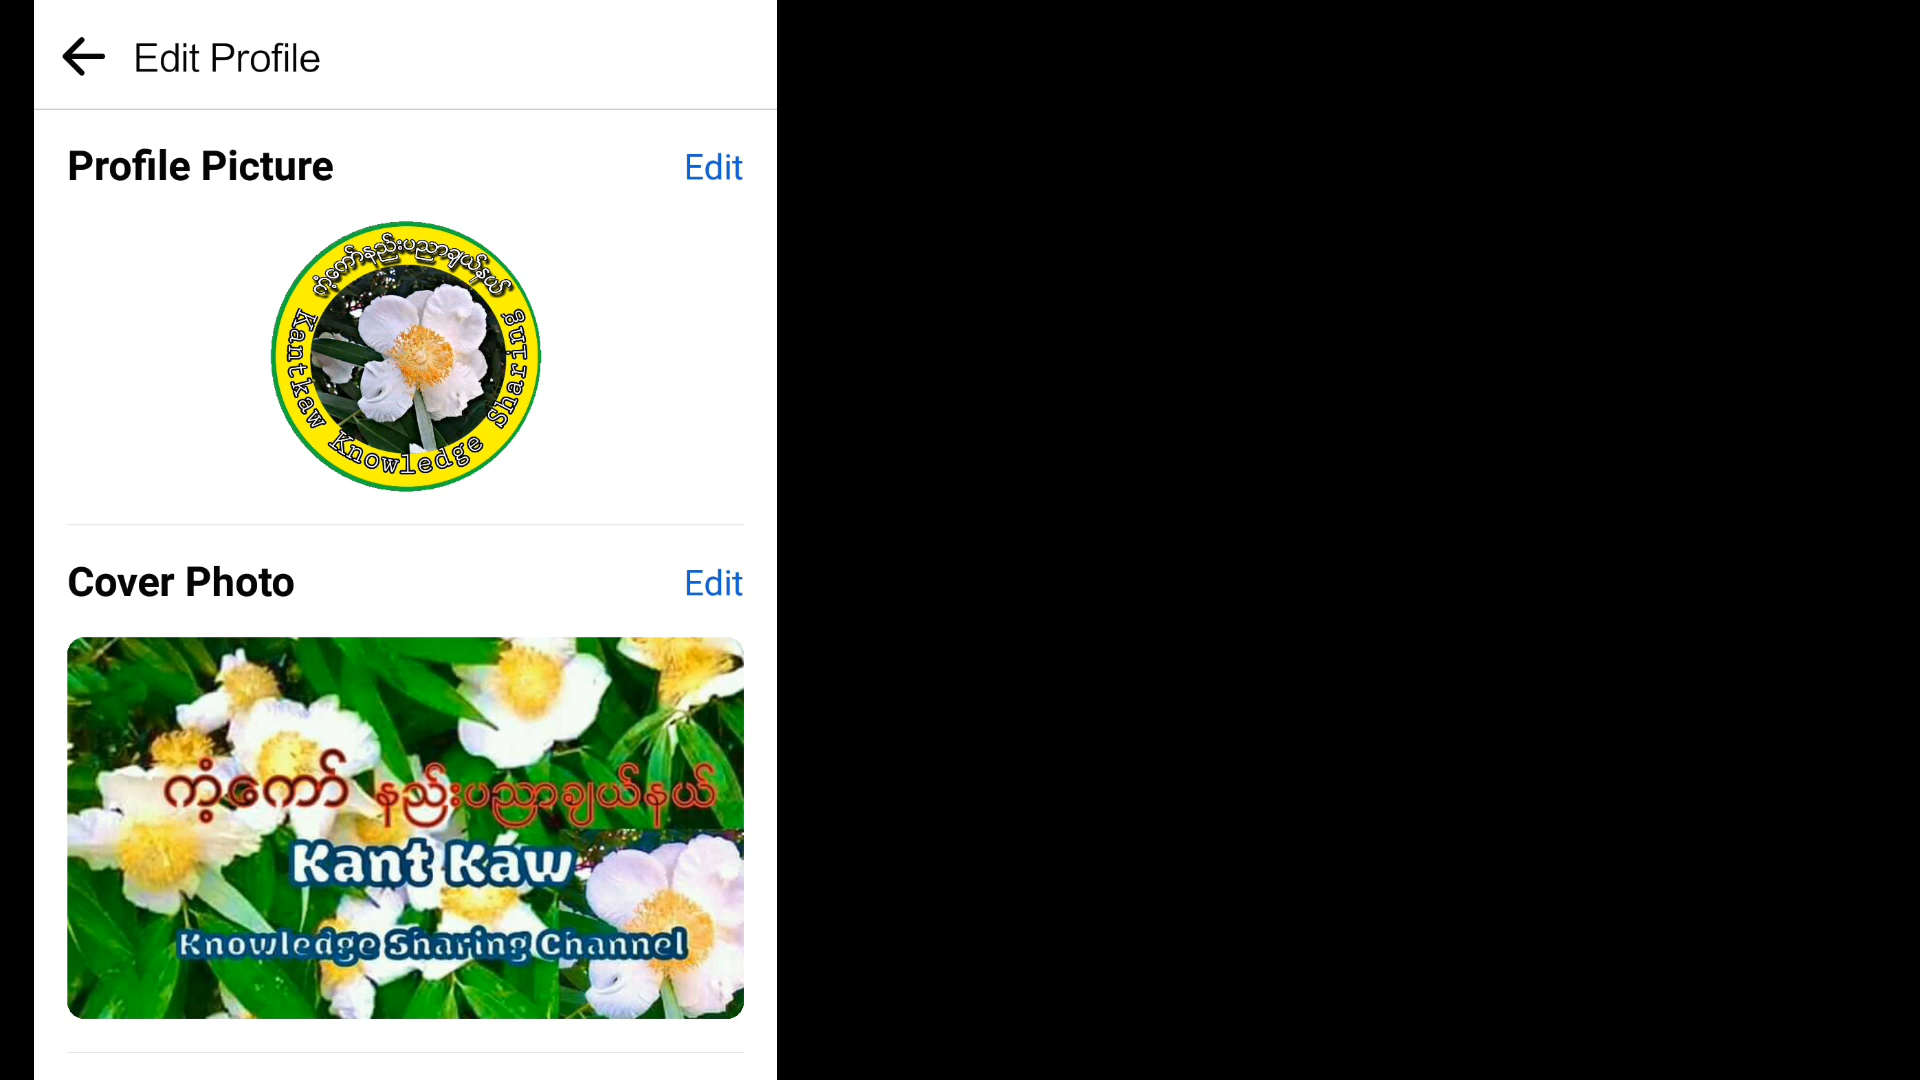 Edit Profile
Profile Picture
Edit
ကံ့ကော်နည်းပညာချယ်နယ်
Kantkaw Knowledge Sharing
Cover Photo
Edit
ကံ့ကော် နည်းပညာချယ်နယ်
Kant Kaw
Knowledge Sharing Channel